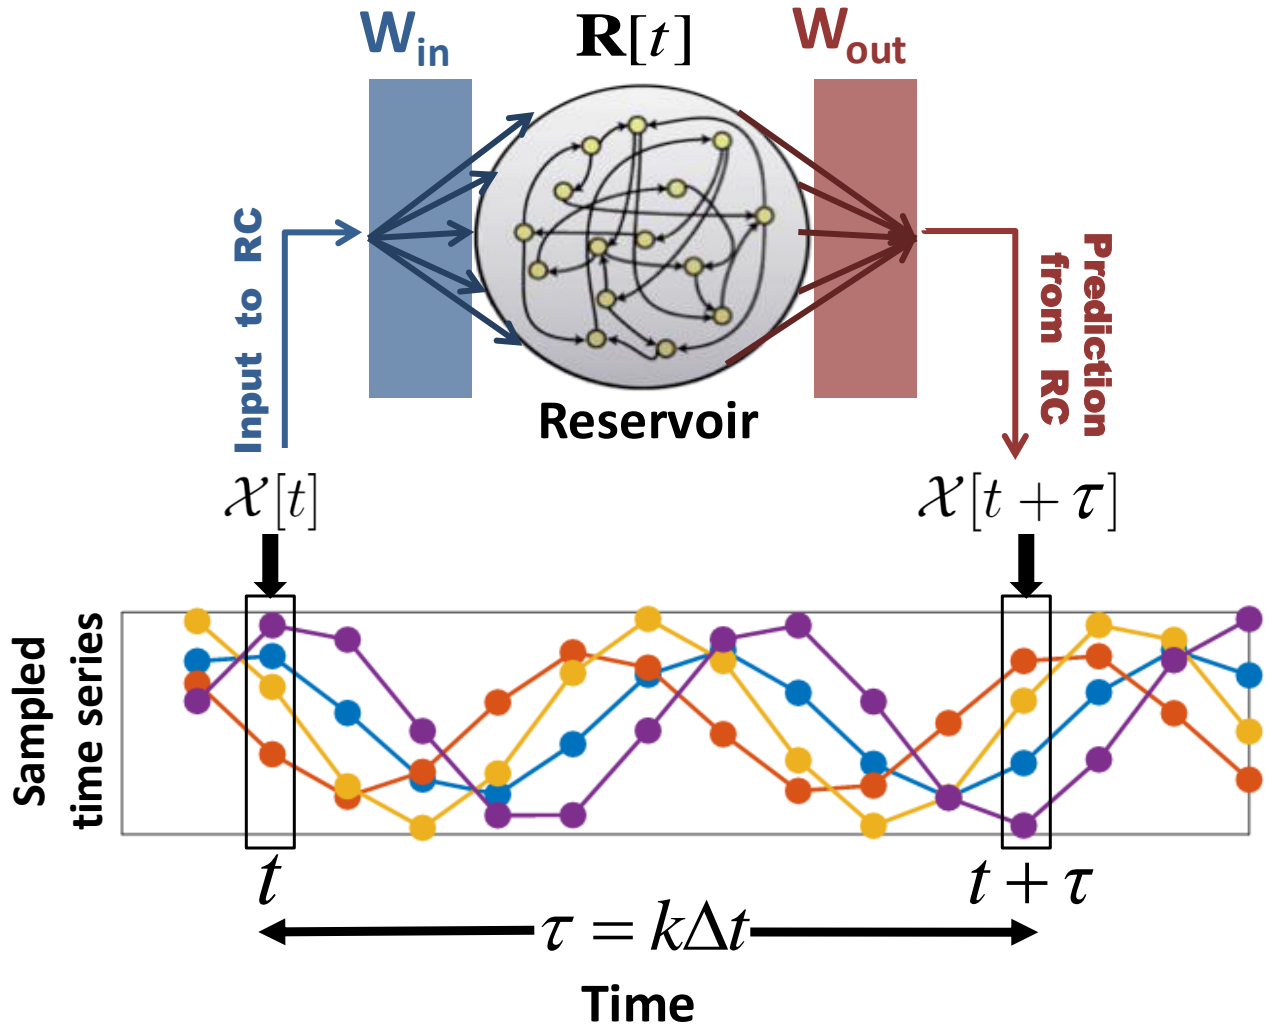 W_in
R[t]
W_out
Input to RC
Prediction
from RC
Reservoir
𝒳[t]
𝒳[t + τ]
Sampled
time series
t
t + τ
τ = kΔt
Time